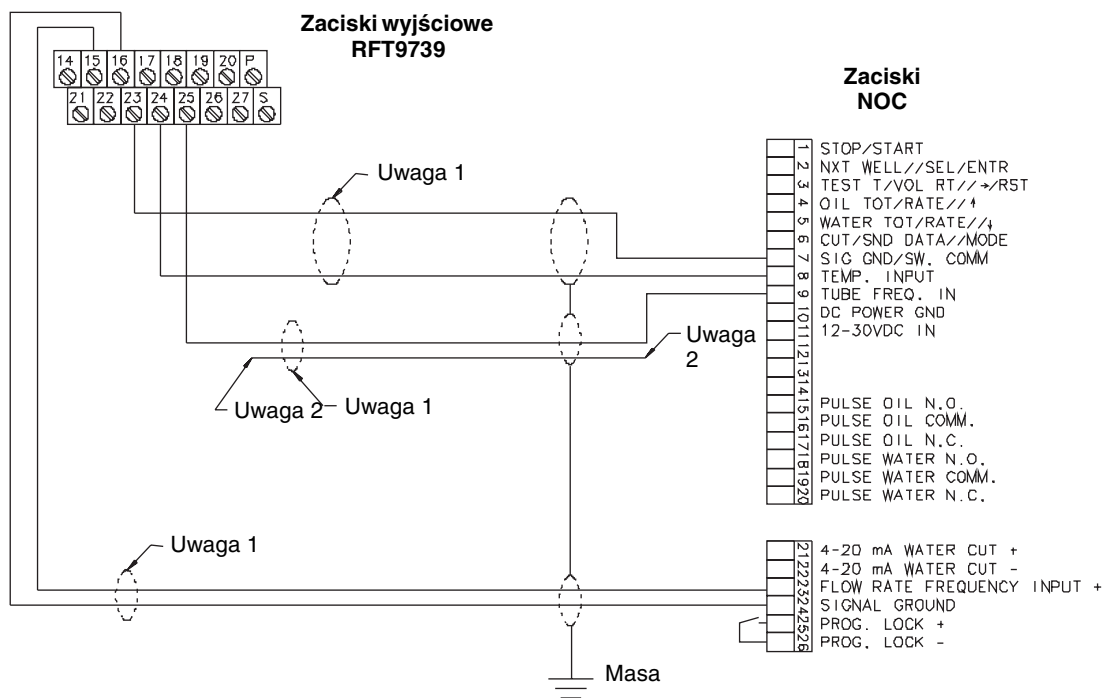 Zaciski wyjściowe
RFT9739
14 15 16 17 18 19 20 P
21 22 23 24 25 26 27 S
Zaciski
NOC
Uwaga 1
1 STOP/START
2 NXT WELL//SEL/ENTR
3 TEST T/VOL RT//→/RST
4 OIL TOT/RATE//↑
5 WATER TOT/RATE//↓
6 CUT/SND DATA//MODE
7 SIG GND/SW. COMM
8 TEMP. INPUT
9 TUBE FREQ. IN
10 DC POWER GND
11 12-30VDC IN
12
13
14
15 PULSE OIL N.O.
16 PULSE OIL COMM.
17 PULSE OIL N.C.
18 PULSE WATER N.O.
19 PULSE WATER COMM.
20 PULSE WATER N.C.
Uwaga
2
Uwaga 2
Uwaga 1
Uwaga 1
21 4-20 mA WATER CUT +
22 4-20 mA WATER CUT -
23 FLOW RATE FREQUENCY INPUT +
24 SIGNAL GROUND
25 PROG. LOCK +
26 PROG. LOCK -
Masa